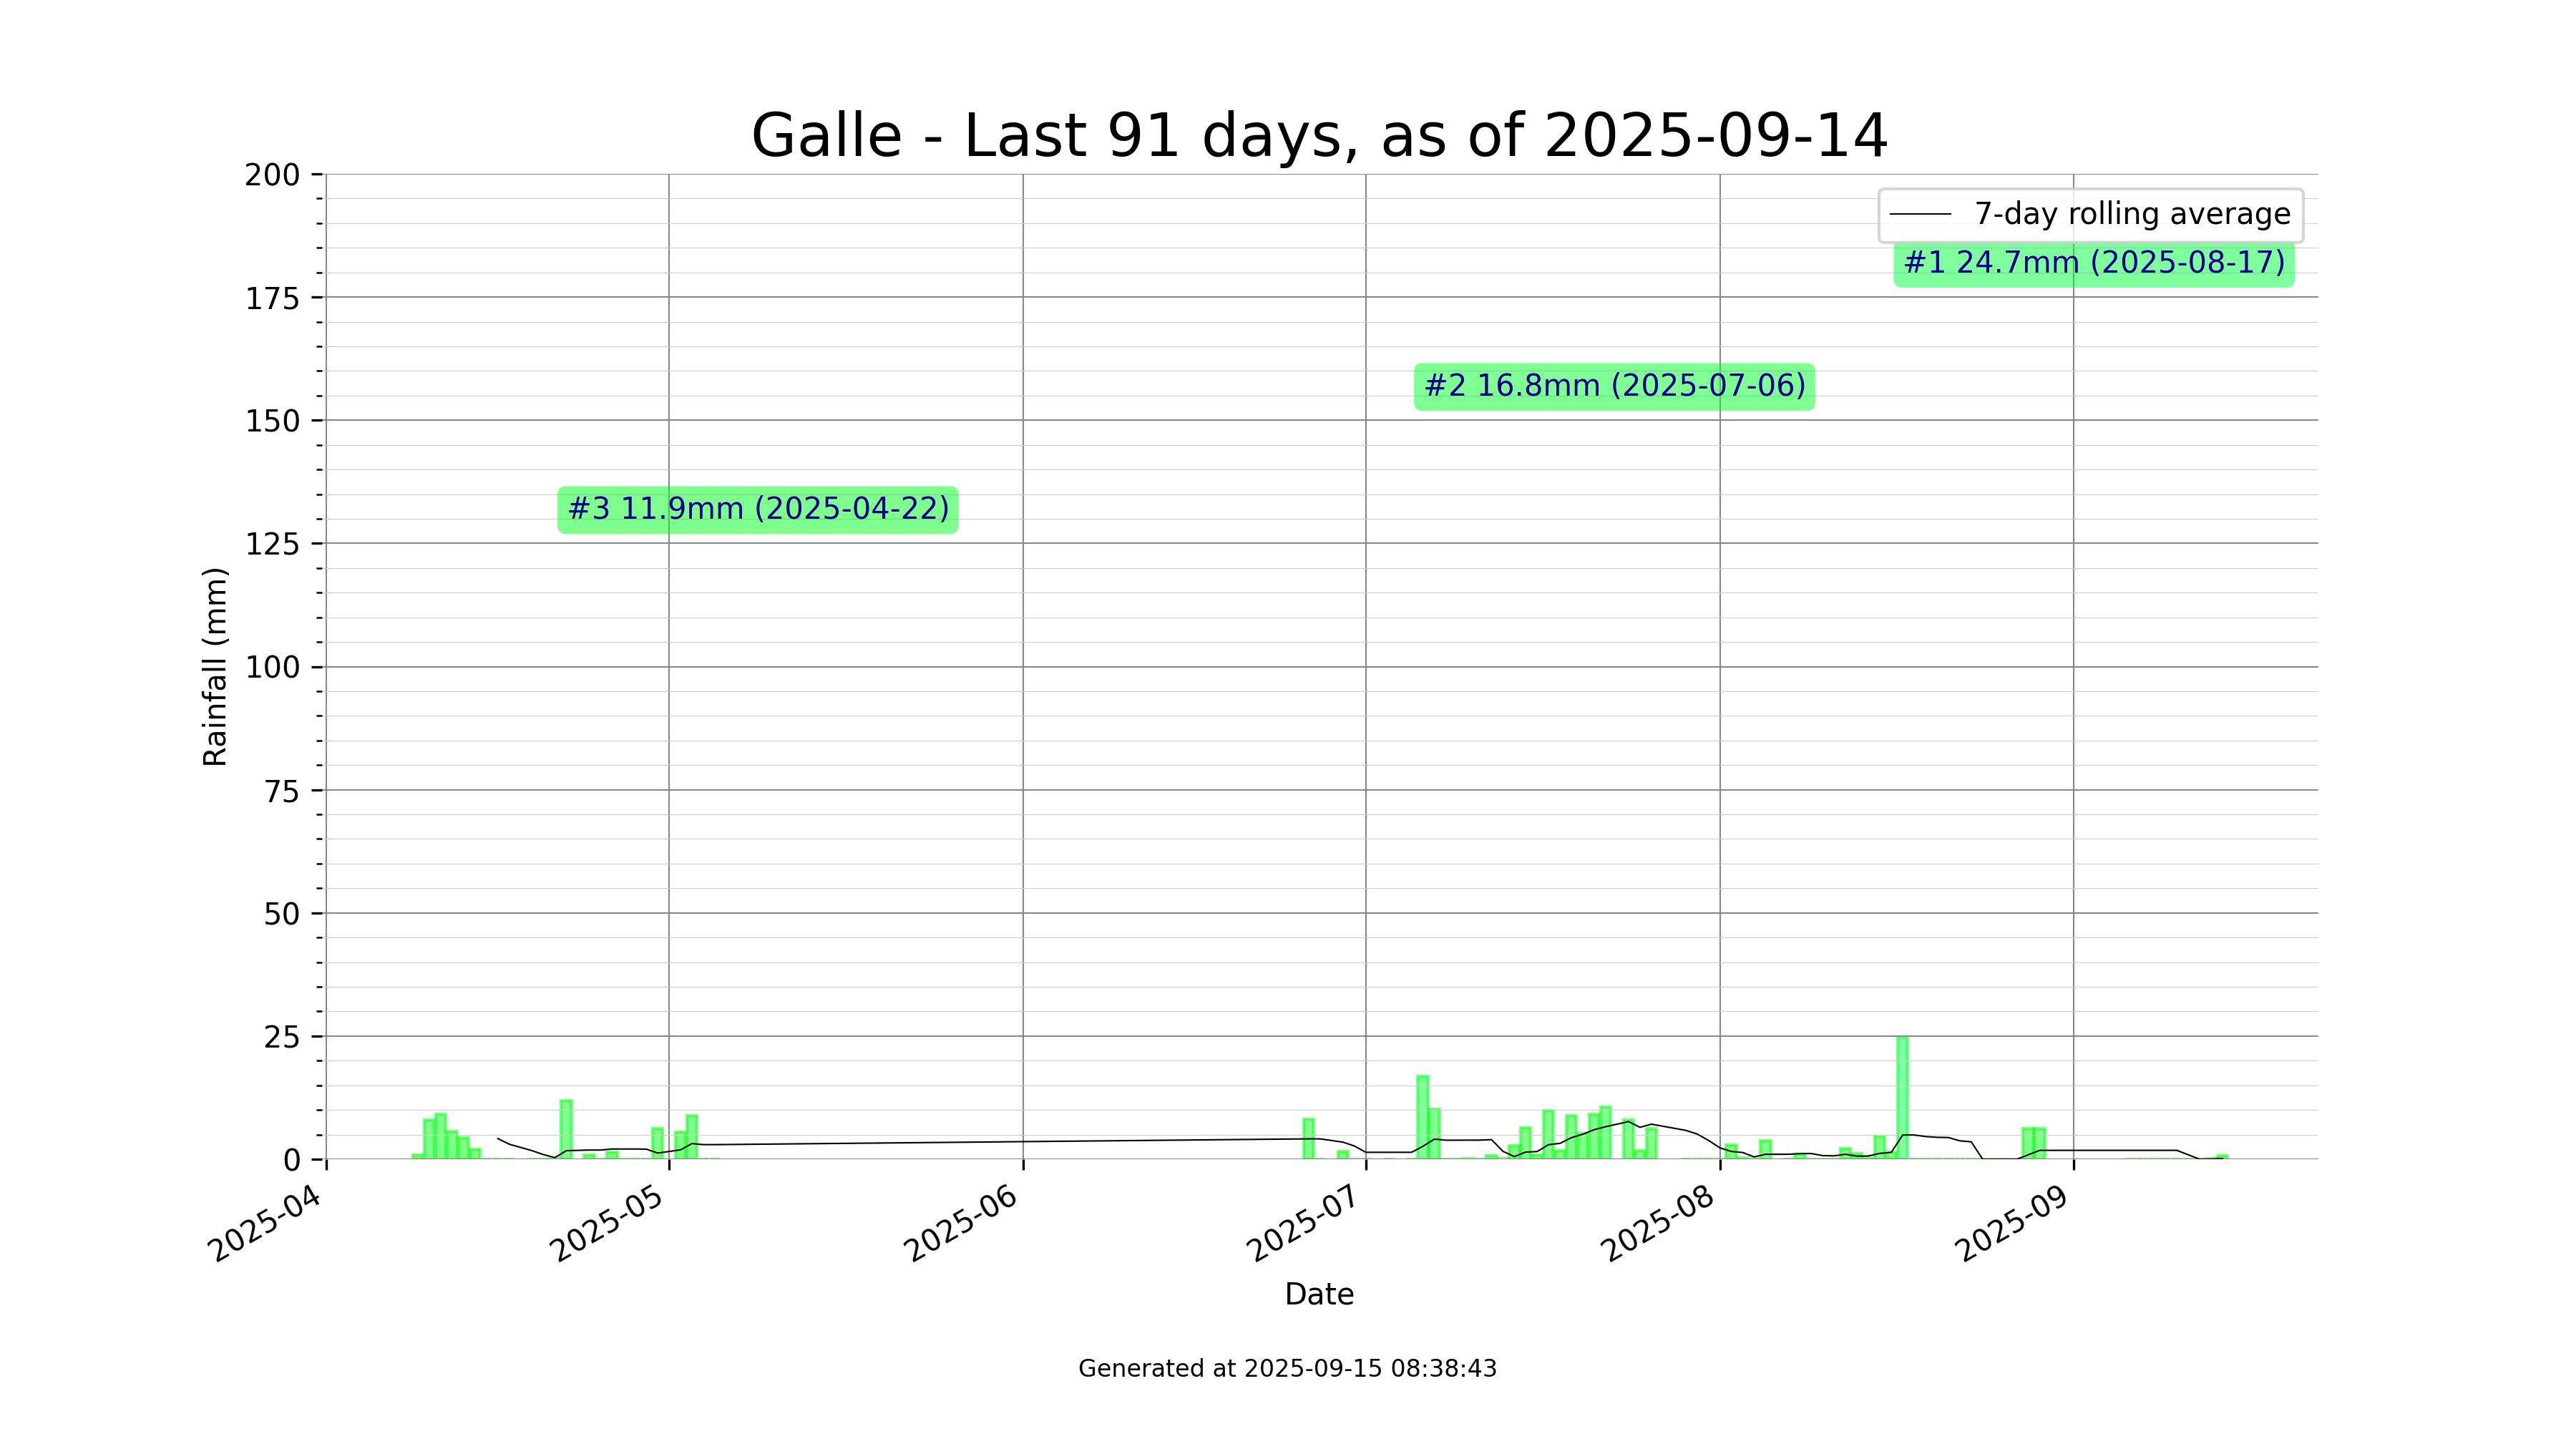 Galle - Last 91 days, as of 2025-09-14
7-day rolling average
#1 24.7mm (2025-08-17)
#2 16.8mm (2025-07-06)
#3 11.9mm (2025-04-22)
Rainfall (mm)
200
175
150
125
100
75
50
25
0
2025-04
2025-05
2025-06
2025-07
2025-08
2025-09
Date
Generated at 2025-09-15 08:38:43